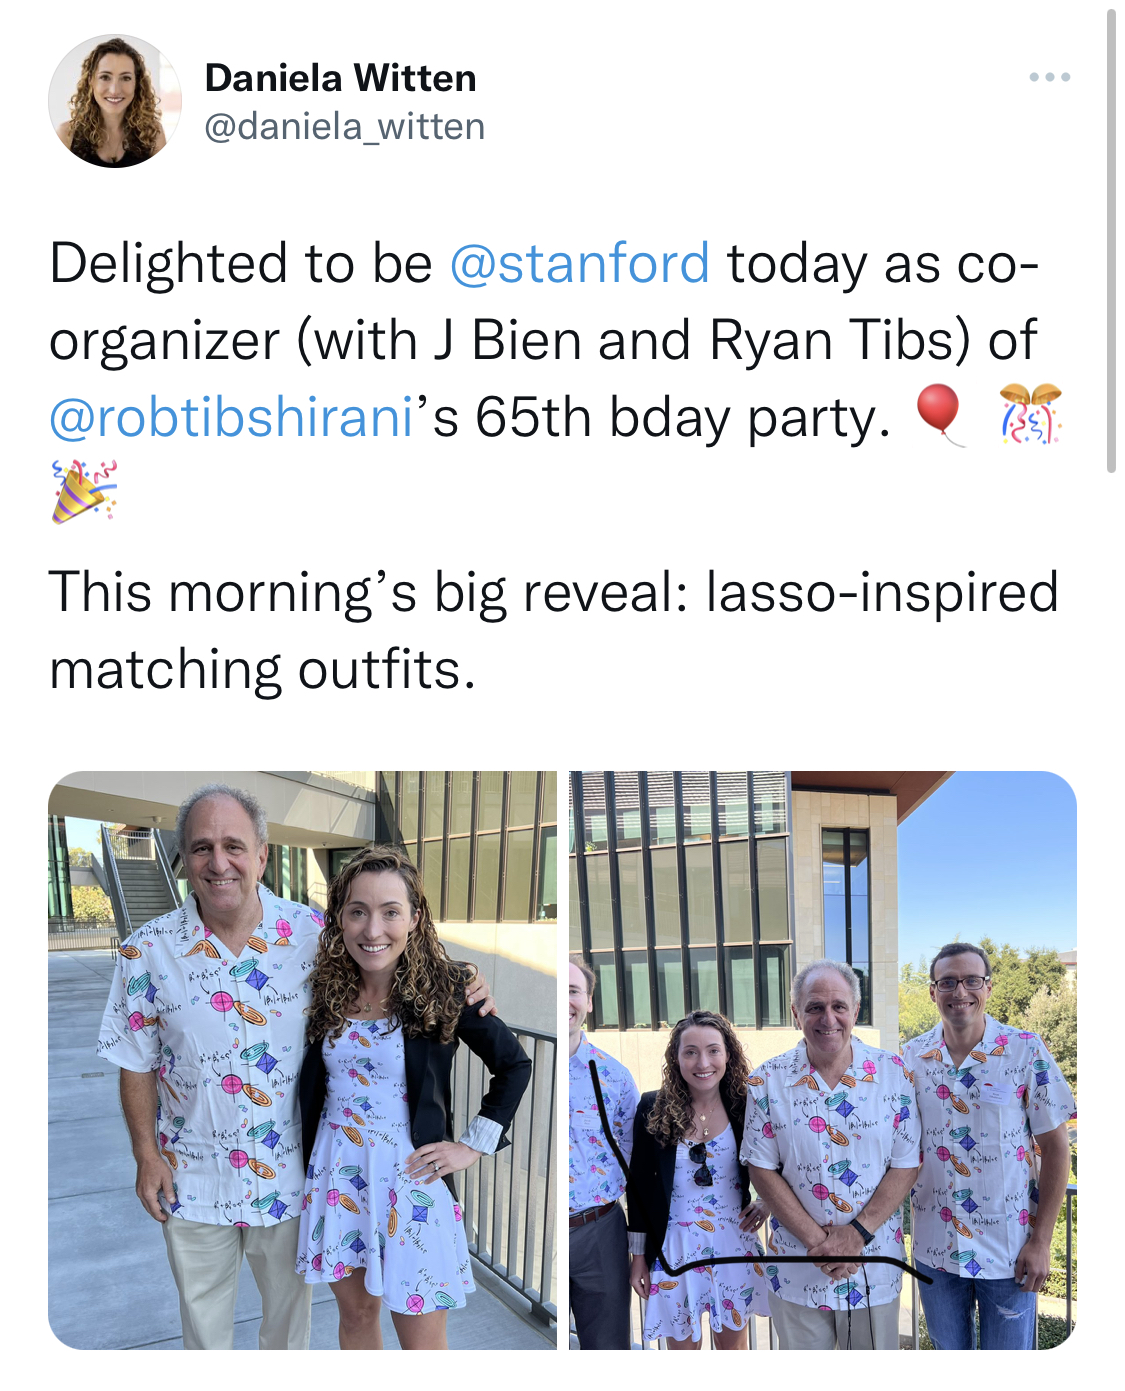 Daniela Witten
@daniela_witten
Delighted to be @stanford today as co-
organizer (with J Bien and Ryan Tibs) of
@robtibshirani’s 65th bday party. 🎈 🎊
🎉
This morning’s big reveal: lasso-inspired
matching outfits.